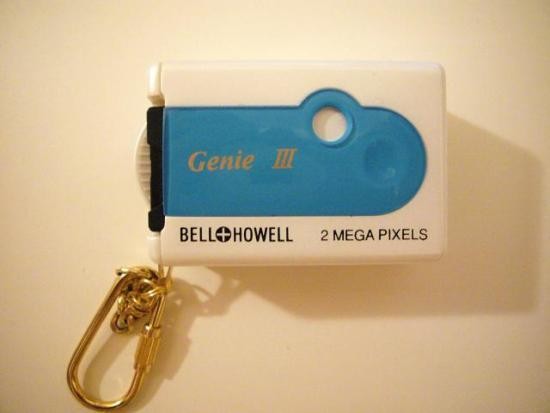 Genie III
BELL+HOWELL 2 MEGA PIXELS